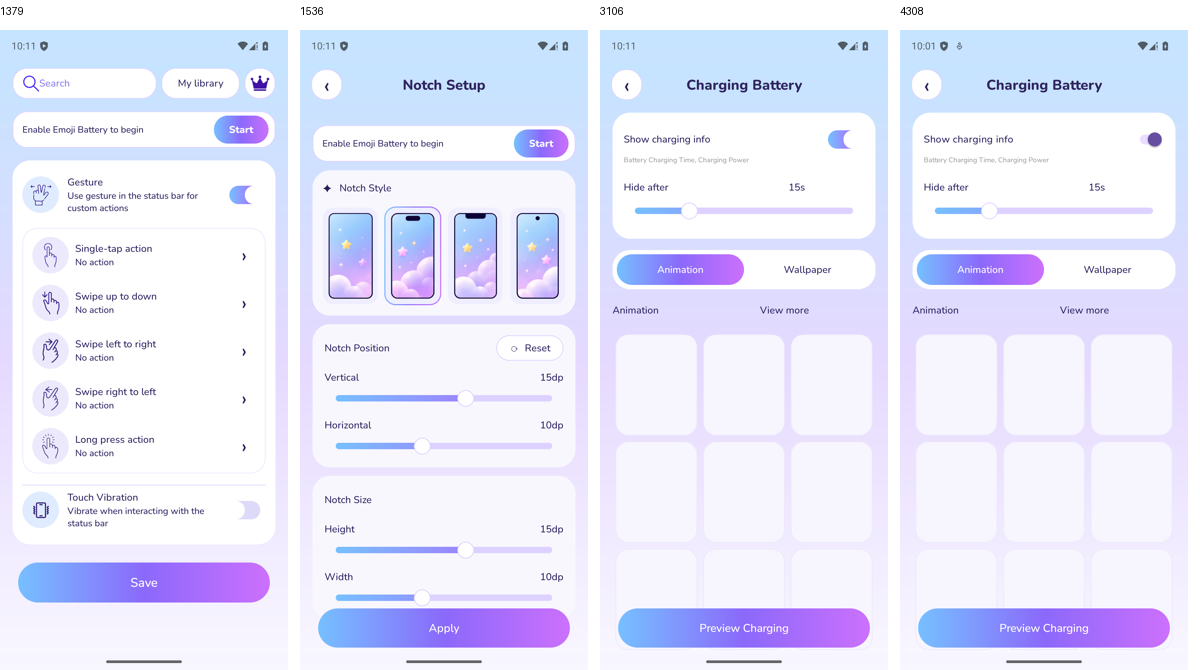 1379
10:11
Search
My library
Enable Emoji Battery to begin
Start
Gesture
Use gesture in the status bar for
custom actions
Single-tap action
No action
Swipe up to down
No action
Swipe left to right
No action
Swipe right to left
No action
Long press action
No action
Touch Vibration
Vibrate when interacting with the
status bar
Save
1536
10:11
Notch Setup
Enable Emoji Battery to begin
Start
Notch Style
Notch Position
Reset
Vertical
15dp
Horizontal
10dp
Notch Size
Height
15dp
Width
10dp
Apply
3106
10:11
Charging Battery
Show charging info
Battery Charging Time, Charging Power
Hide after
15s
Animation
Wallpaper
Animation
View more
Preview Charging
4308
10:01
Charging Battery
Show charging info
Battery Charging Time, Charging Power
Hide after
15s
Animation
Wallpaper
Animation
View more
Preview Charging